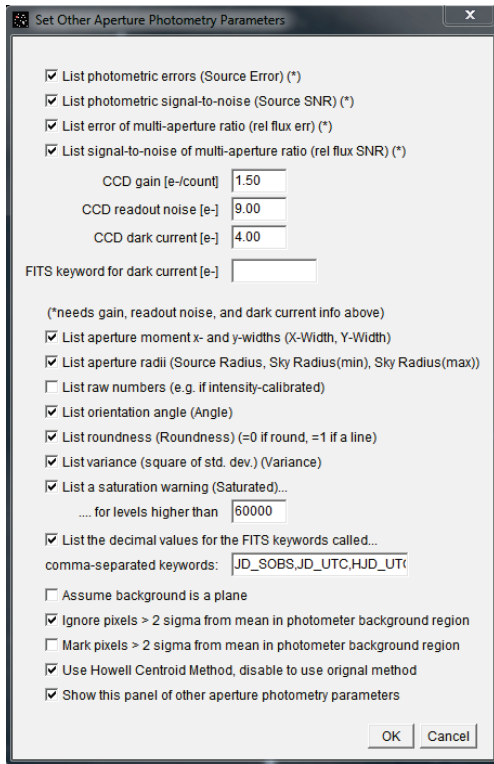 Set Other Aperture Photometry Parameters
x
List photometric errors (Source Error) (*)
List photometric signal-to-noise (Source SNR) (*)
List error of multi-aperture ratio (rel flux err) (*)
List signal-to-noise of multi-aperture ratio (rel flux SNR) (*)
CCD gain [e-/count] 1.50
CCD readout noise [e-] 9.00
CCD dark current [e-] 4.00
FITS keyword for dark current [e-]
(*needs gain, readout noise, and dark current info above)
List aperture moment x- and y-widths (X-Width, Y-Width)
List aperture radii (Source Radius, Sky Radius(min), Sky Radius(max))
List raw numbers (e.g. if intensity-calibrated)
List orientation angle (Angle)
List roundness (Roundness) (=0 if round, =1 if a line)
List variance (square of std. dev.) (Variance)
List a saturation warning (Saturated)...
.... for levels higher than 60000
List the decimal values for the FITS keywords called...
comma-separated keywords: JD_SOBS,JD_UTC,HJD_UTC
Assume background is a plane
Ignore pixels > 2 sigma from mean in photometer background region
Mark pixels > 2 sigma from mean in photometer background region
Use Howell Centroid Method, disable to use orignal method
Show this panel of other aperture photometry parameters
OK Cancel